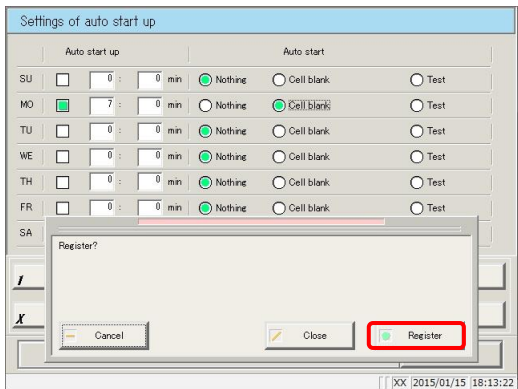 Settings of auto start up
Auto start up Auto start
SU 0 : 0 min Nothing Cell blank Test
MO 7 : 0 min Nothing Cell blank Test
TU 0 : 0 min Nothing Cell blank Test
WE 0 : 0 min Nothing Cell blank Test
TH 0 : 0 min Nothing Cell blank Test
FR 0 : 0 min Nothing Cell blank Test
SA
Register?
1
X
Cancel Close Register
XX 2015/01/15 18:13:22